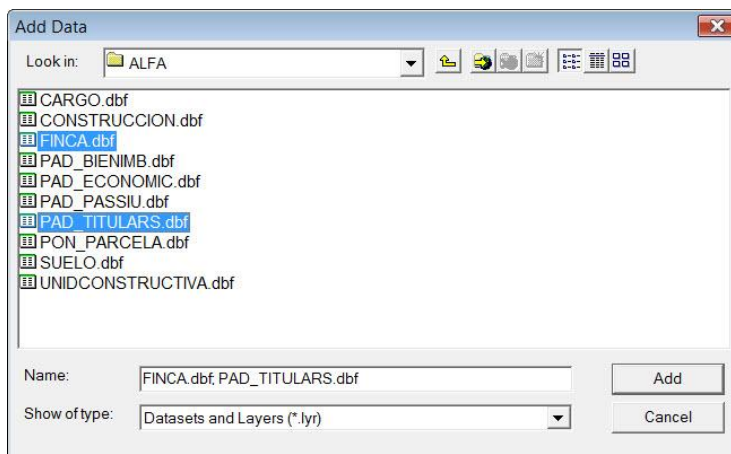 Add Data
Look in: ALFA
CARGO.dbf
CONSTRUCCION.dbf
FINCA.dbf
PAD_BIENIMB.dbf
PAD_ECONOMIC.dbf
PAD_PASSIU.dbf
PAD_TITULARS.dbf
PON_PARCELA.dbf
SUELO.dbf
UNIDCONSTRUCTIVA.dbf
Name: FINCA.dbf; PAD_TITULARS.dbf Add
Show of type: Datasets and Layers (*.lyr) Cancel